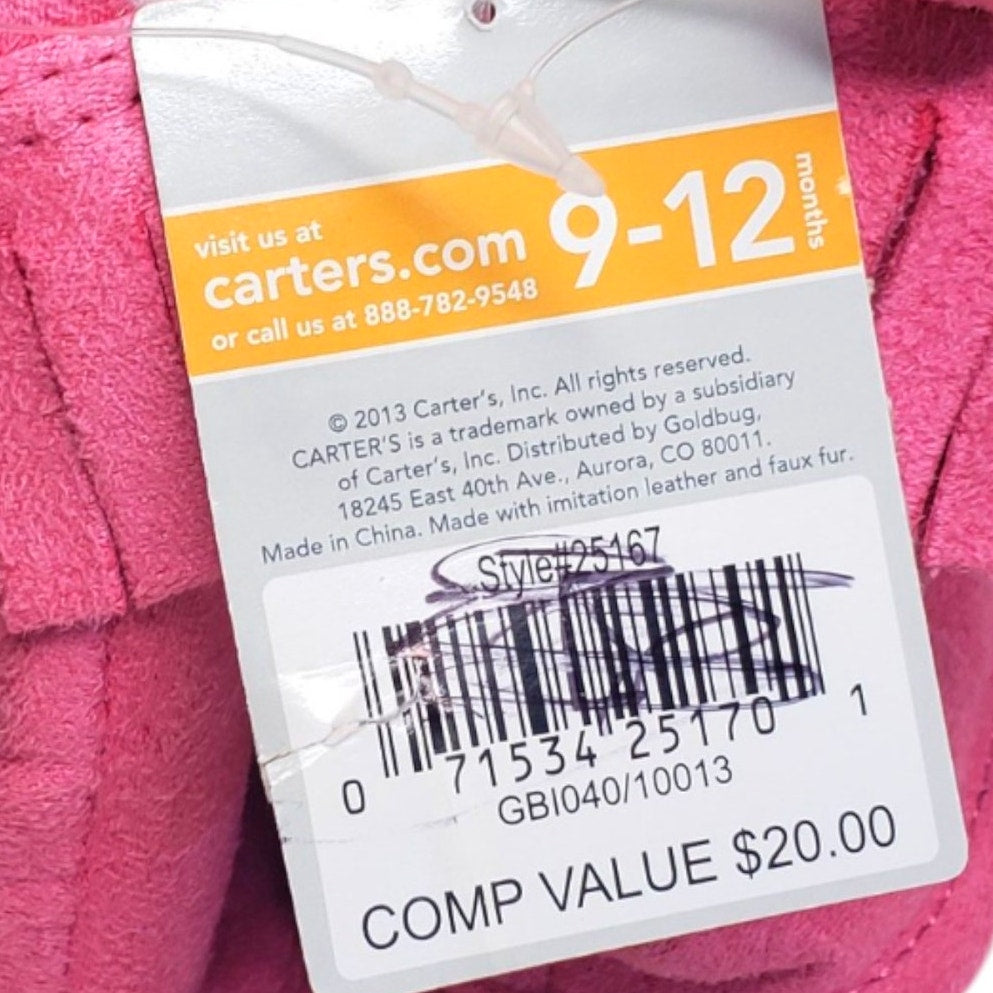 visit us at
carters.com
or call us at 888-782-9548
9-12
months
© 2013 Carter's, Inc. All rights reserved.
CARTER'S is a trademark owned by a subsidiary
of Carter's, Inc. Distributed by Goldbug,
18245 East 40th Ave., Aurora, CO 80011.
Made in China. Made with imitation leather and faux fur.
Style#25167
0 71534 25170 1
GBI040/10013
COMP VALUE $20.00